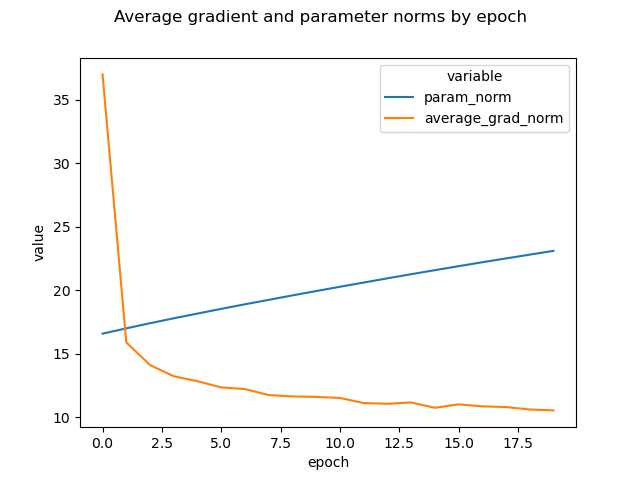 Average gradient and parameter norms by epoch
variable
param_norm
average_grad_norm
value
35
30
25
20
15
10
0.0 2.5 5.0 7.5 10.0 12.5 15.0 17.5
epoch